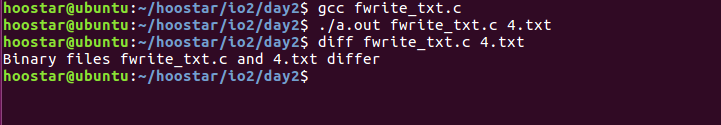 hoostar@ubuntu:~/hoostar/io2/day2$ gcc fwrite_txt.c
hoostar@ubuntu:~/hoostar/io2/day2$ ./a.out fwrite_txt.c 4.txt
hoostar@ubuntu:~/hoostar/io2/day2$ diff fwrite_txt.c 4.txt
Binary files fwrite_txt.c and 4.txt differ
hoostar@ubuntu:~/hoostar/io2/day2$